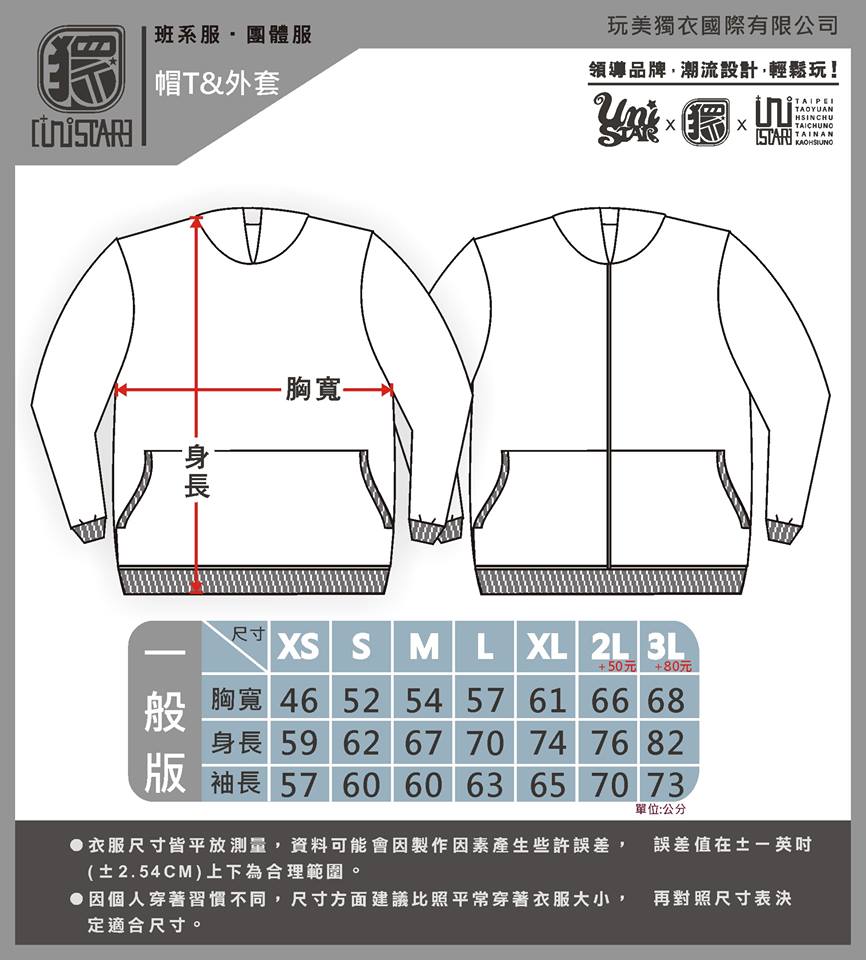 班系服・團體服
帽T&外套
[UNiSTAR]
玩美獨衣國際有限公司
領導品牌,潮流設計,輕鬆玩!
Uni STAR X 獨 X UNi [STAR]
TAIPEI
TAOYUAN
HSINCHU
TAICHUNG
TAINAN
KAOHSIUNG
胸寬
身長
一般版
尺寸 XS S M L XL 2L 3L
+50元 +80元
胸寬 46 52 54 57 61 66 68
身長 59 62 67 70 74 76 82
袖長 57 60 60 63 65 70 73
單位:公分
●衣服尺寸皆平放測量,資料可能會因製作因素產生些許誤差, 誤差值在±一英吋
(±2.54CM)上下為合理範圍。
●因個人穿著習慣不同,尺寸方面建議比照平常穿著衣服大小, 再對照尺寸表決
定適合尺寸。